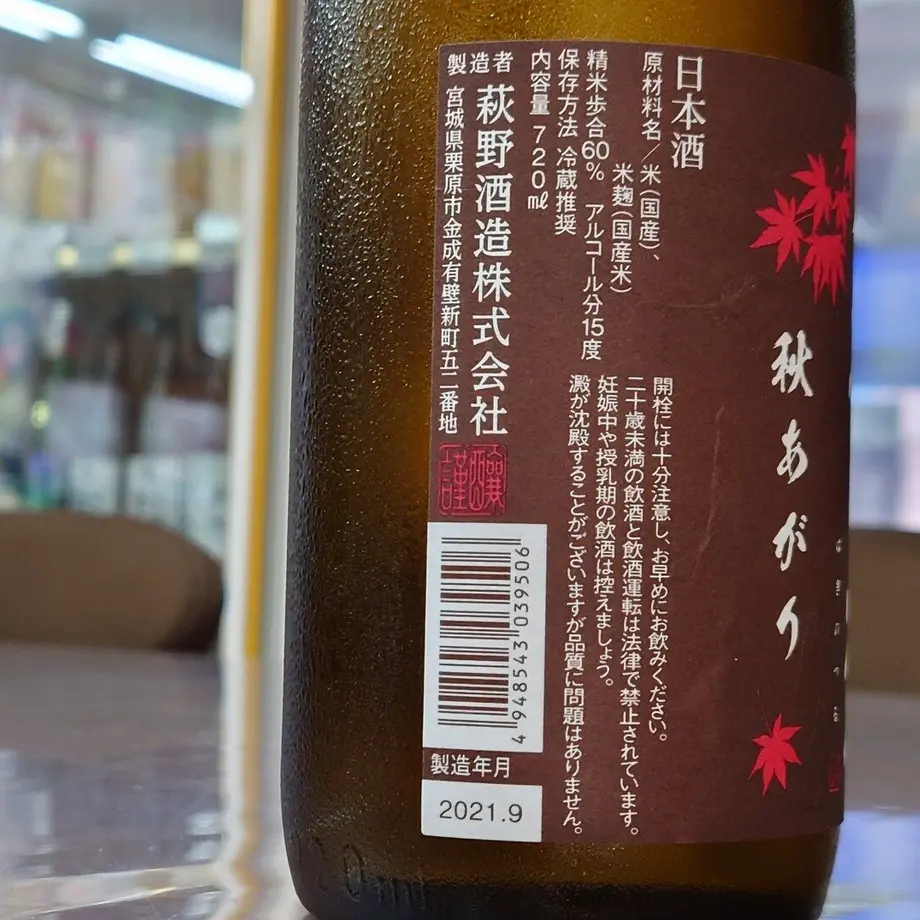 秋あがり
はぎのつる
日本酒
原材料名／米(国産)、
米麹(国産米)
精米歩合60% アルコール分15度
保存方法 冷蔵推奨
内容量 720ml
開栓には十分注意し、お早めにお飲みください。
二十歳未満の飲酒と飲酒運転は法律で禁止されています。
妊娠中や授乳期の飲酒は控えましょう。
澱が沈殿することがございますが品質に問題はありません。
製造者
萩野酒造株式会社
宮城県栗原市金成有壁新町五二番地
謹醸
4 948543 039506
製造年月
2021.9
720ml